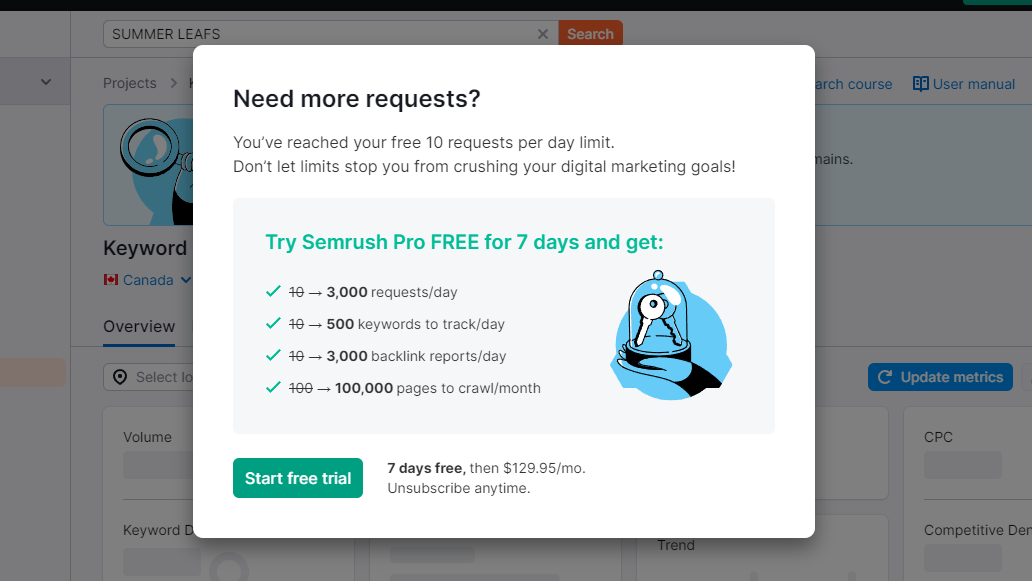 SUMMER LEAFS
Search
Projects
arch course
User manual
Need more requests?
You've reached your free 10 requests per day limit.
Don't let limits stop you from crushing your digital marketing goals!
mains.
Try Semrush Pro FREE for 7 days and get:
10 → 3,000 requests/day
10 → 500 keywords to track/day
10 → 3,000 backlink reports/day
100 → 100,000 pages to crawl/month
Start free trial
7 days free, then $129.95/mo.
Unsubscribe anytime.
Keyword
Canada
Overview
Select lo
Update metrics
Volume
CPC
Keyword D
Trend
Competitive Den